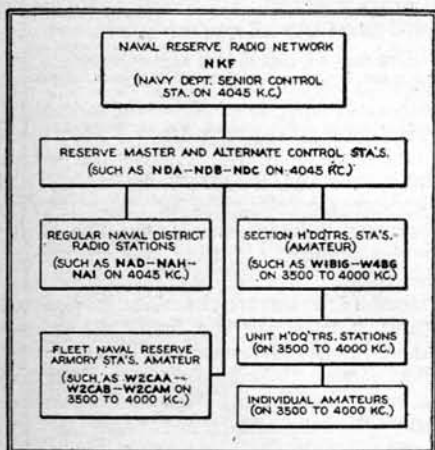 NAVAL RESERVE RADIO NETWORK
NKF
(NAVY DEPT. SENIOR CONTROL
STA. ON 4045 K.C.)
RESERVE MASTER AND ALTERNATE CONTROL STA'S.
(SUCH AS NDA-NDB-NDC ON 4045 KC.)
REGULAR NAVAL DISTRICT
RADIO STATIONS
(SUCH AS NAD-NAH-
NAI ON 4045 KC.)
SECTION H'DQ'TRS. STA'S.-
(AMATEUR)
(SUCH AS W1BIG-W4BG
ON 3500 TO 4000 KC.)
FLEET NAVAL RESERVE
ARMORY STA'S. AMATEUR
(SUCH AS W2CAA--
W2CAB-W2CAM ON
3500 TO 4000 KC.)
UNIT H'DQ'TRS. STATIONS
(ON 3500 TO 4000 KC.)
INDIVIDUAL AMATEURS
(ON 3500 TO 4000 KC.)